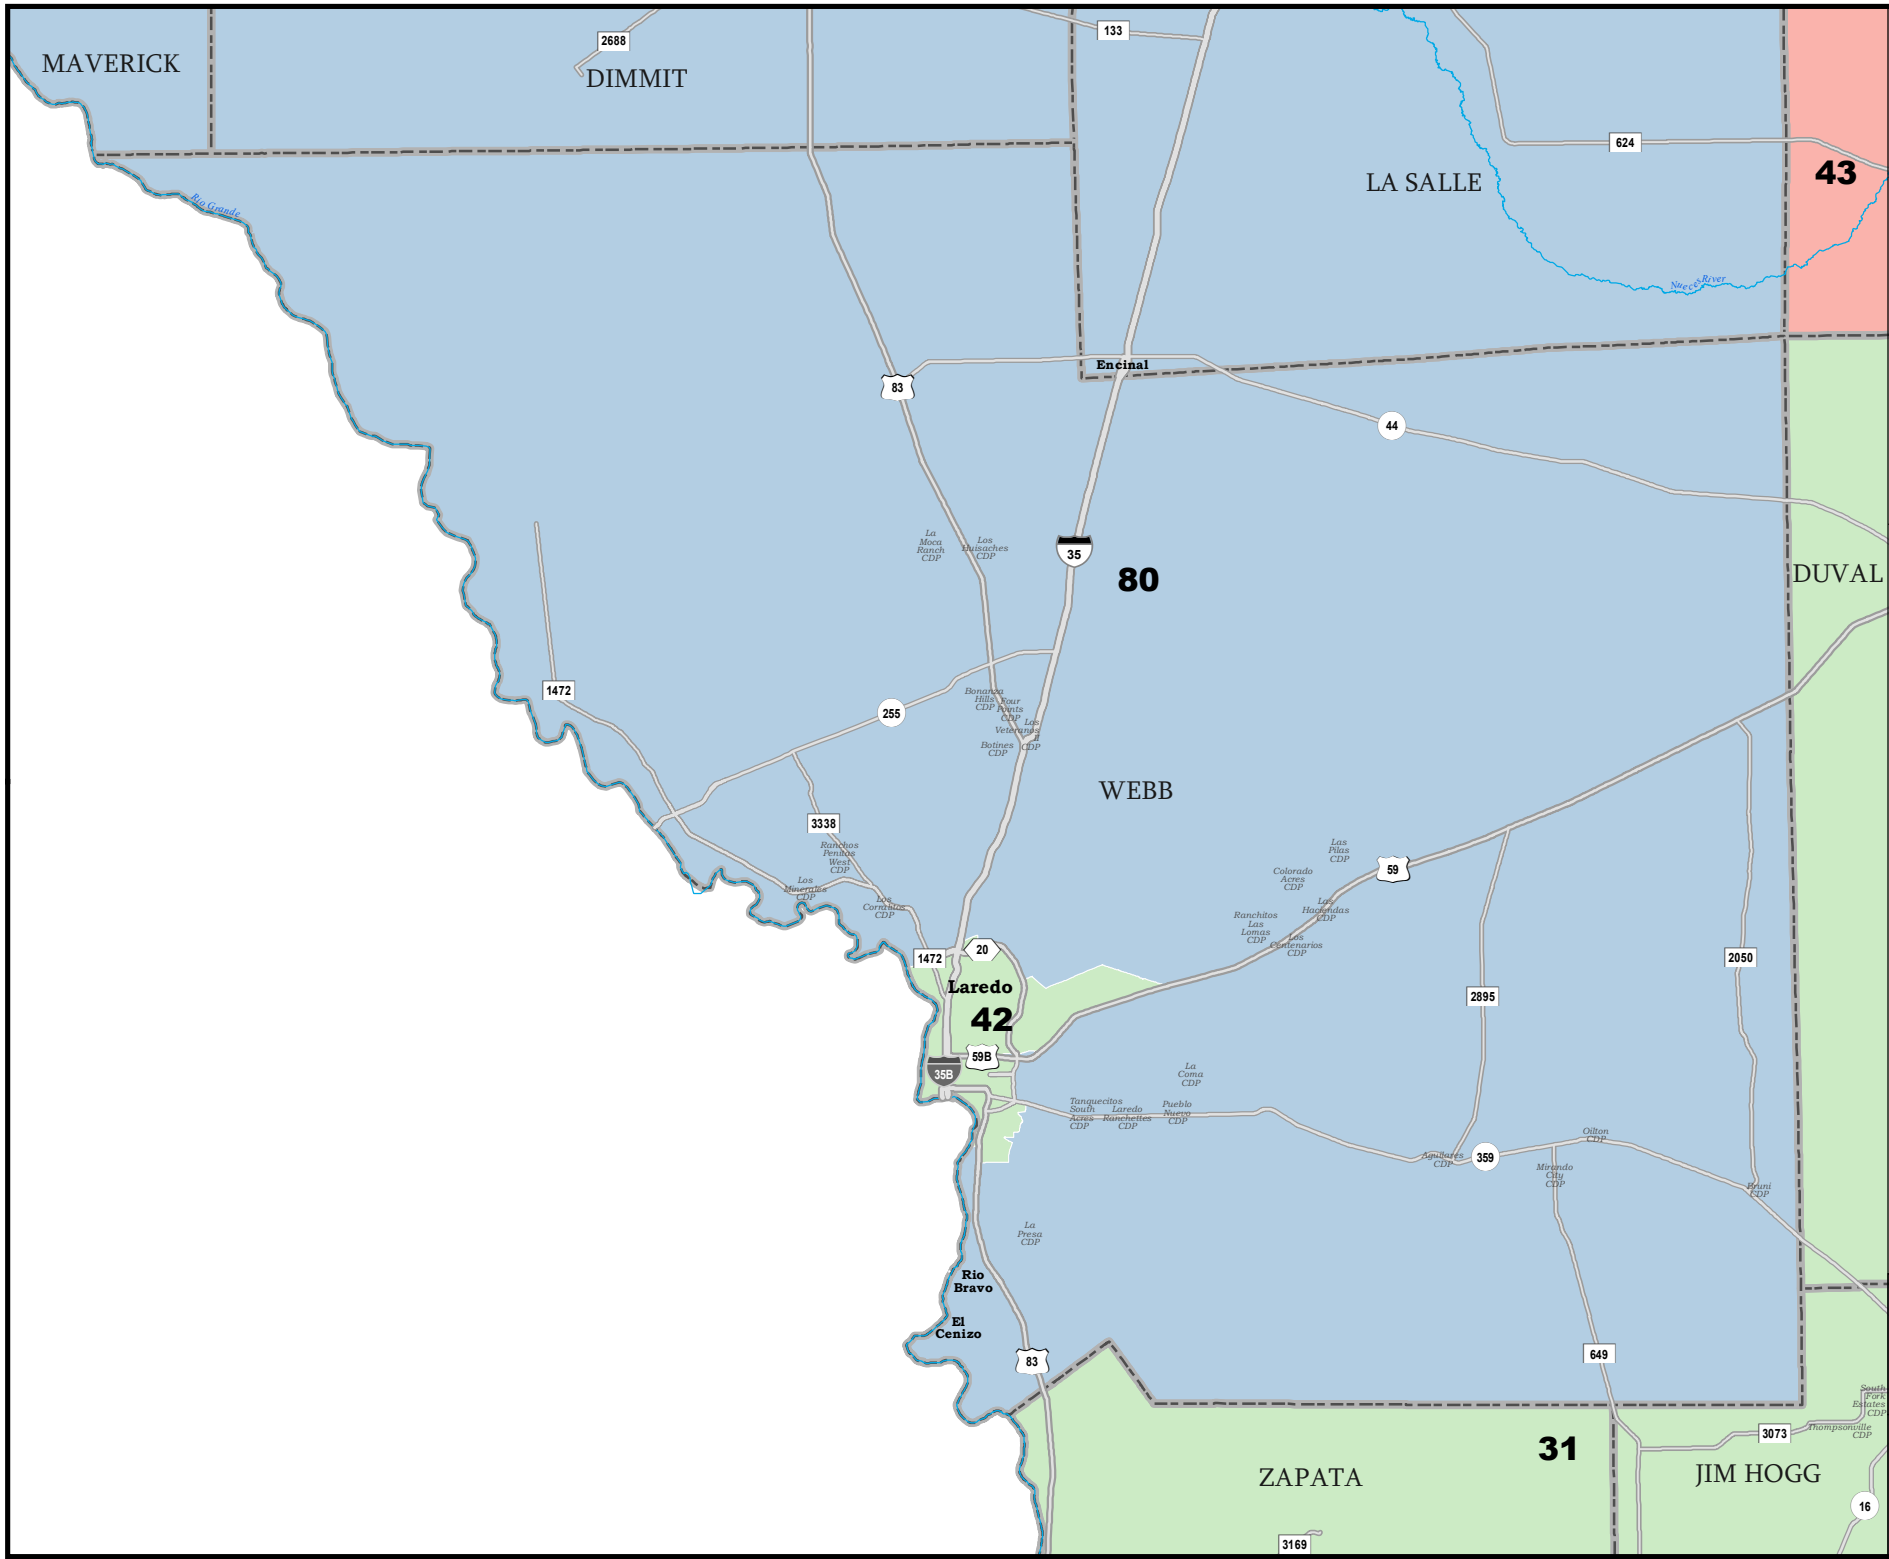 MAVERICK
2688
DIMMIT
133
LA SALLE
624
43
Rio Grande
Nueces River
Encinal
83
44
La
Moca
Ranch
CDP
Los
Huisaches
CDP
35
80
DUVAL
1472
255
Bonanza
Hills
CDP
Four
Points
CDP
Los
Veteranos
II
CDP
Botines
CDP
WEBB
3338
Ranchos
Penitas
West
CDP
Los
Minerales
CDP
Los
Corralitos
CDP
Las
Pilas
CDP
59
Colorado
Acres
CDP
Las
Haciendas
CDP
Ranchitos
Las
Lomas
CDP
Los
Centenarios
CDP
1472
20
2050
Laredo
42
2895
59B
35B
La
Coma
CDP
Tanquecitos
South
Acres
CDP
Laredo
Ranchettes
CDP
Pueblo
Nuevo
CDP
Aguilares
CDP
359
Oilton
CDP
Mirando
City
CDP
Bruni
CDP
La
Presa
CDP
Rio
Bravo
El
Cenizo
83
649
South
Fork
Estates
CDP
Thompsonville
CDP
3073
31
ZAPATA
JIM HOGG
16
3169